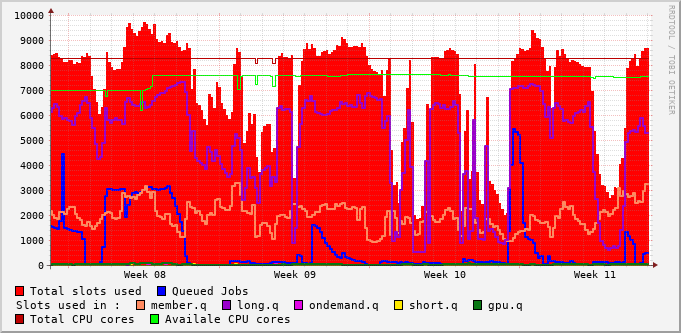 10000
9000
8000
7000
6000
5000
4000
3000
2000
1000
0
Week 08 Week 09 Week 10 Week 11
Total slots used Queued Jobs
Slots used in : member.q long.q ondemand.q short.q gpu.q
Total CPU cores Availale CPU cores
RRDTOOL / TOBI OETIKER